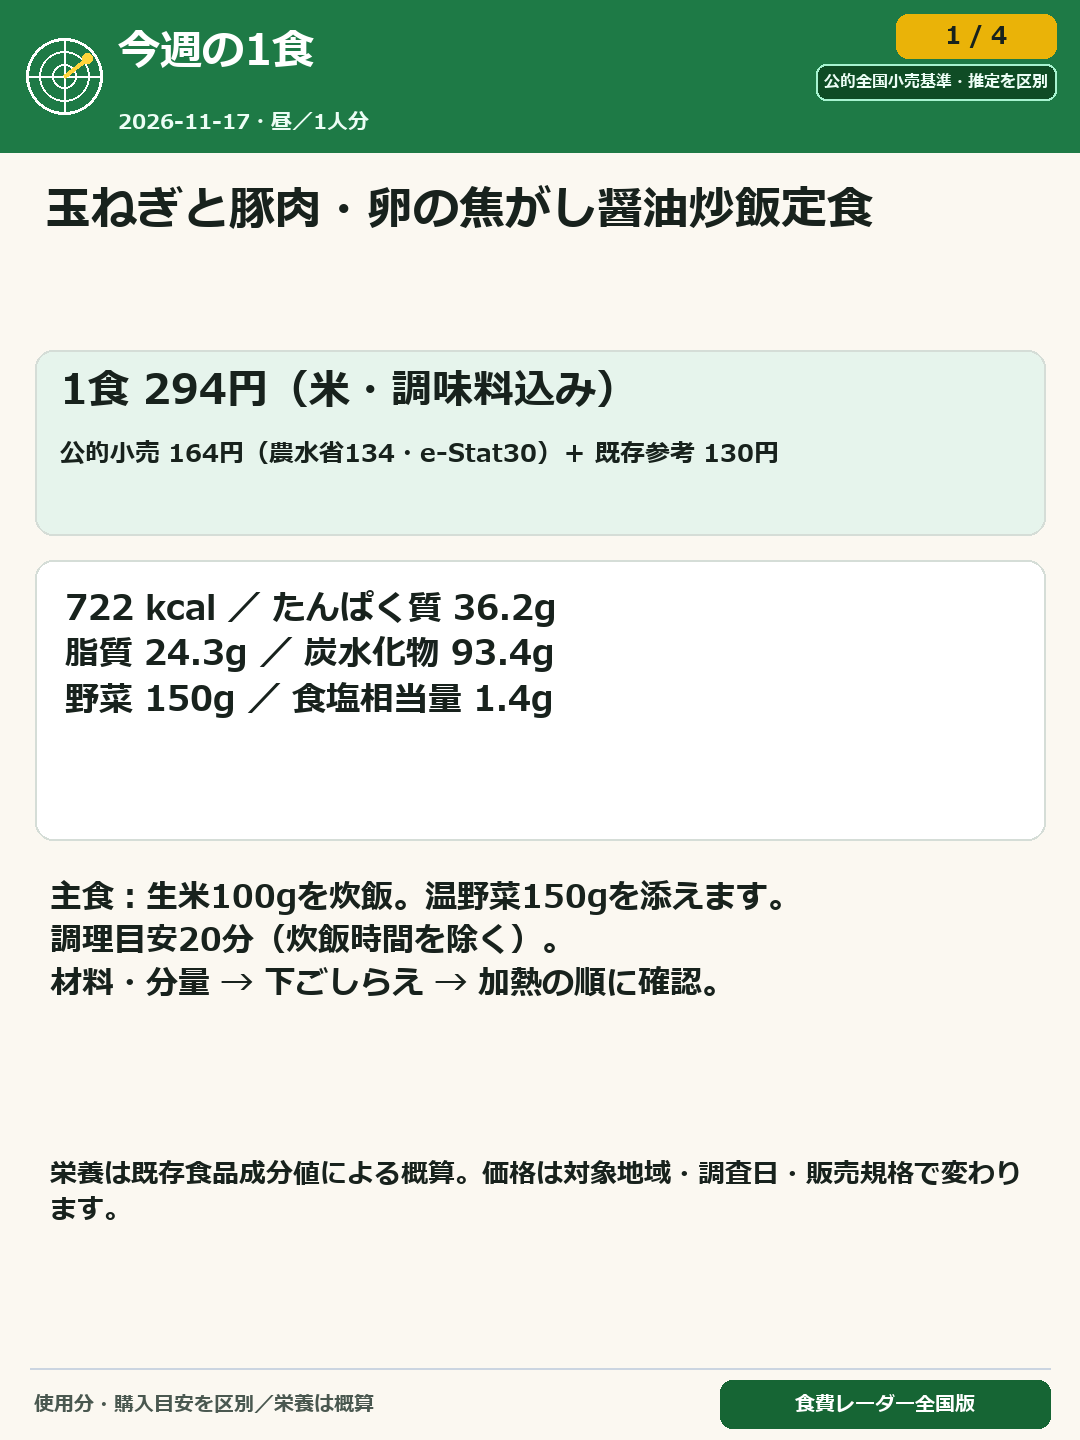 今週の1食
2026-11-17・昼／1人分
1 / 4
公的全国小売基準・推定を区別
玉ねぎと豚肉・卵の焦がし醤油炒飯定食
1食 294円（米・調味料込み）
公的小売 164円（農水省134・e-Stat30）＋ 既存参考 130円
722 kcal ／ たんぱく質 36.2g
脂質 24.3g ／ 炭水化物 93.4g
野菜 150g ／ 食塩相当量 1.4g
主食：生米100gを炊飯。温野菜150gを添えます。
調理目安20分（炊飯時間を除く）。
材料・分量 → 下ごしらえ → 加熱の順に確認。
栄養は既存食品成分値による概算。価格は対象地域・調査日・販売規格で変わり
ます。
使用分・購入目安を区別／栄養は概算
食費レーダー全国版